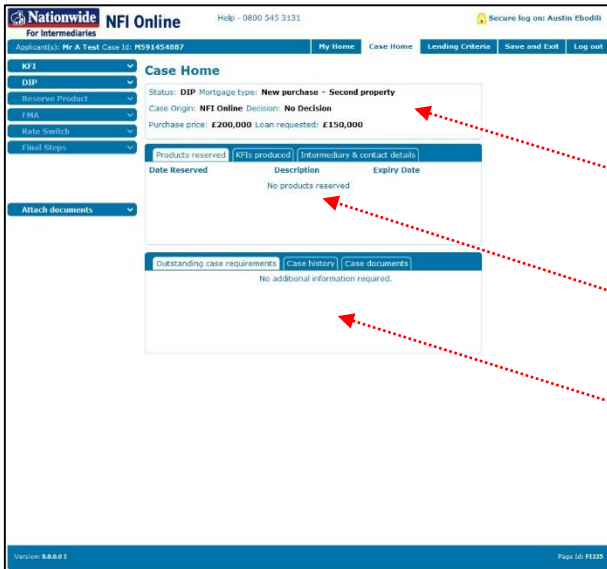 Nationwide NFI Online Help - 0800 545 3131 Secure log on: Austin Ebodili
For Intermediaries
Applicant(s): Mr A Test Case Id: M591454887 My Home Case Home Lending Criteria Save and Exit Log out
KFI
DIP
Reserve Product
FMA
Rate Switch
Final Steps
Attach documents
Case Home
Status: DIP Mortgage type: New purchase - Second property
Case Origin: NFI Online Decision: No Decision
Purchase price: £200,000 Loan requested: £150,000
Products reserved KFIs produced Intermediary & contact details
Date Reserved Description Expiry Date
No products reserved
Outstanding case requirements Case history Case documents
No additional information required.
Version: 8.0.0.0 I Page Id: FI225